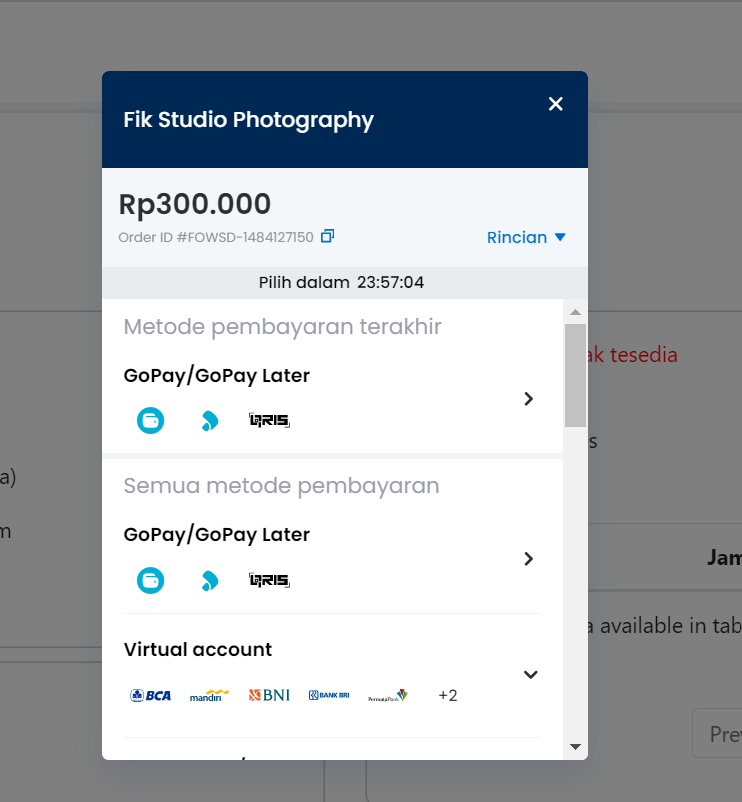 Fik Studio Photography
Rp300.000
Order ID #FOWSD-1484127150
Rincian
Pilih dalam 23:57:04
Metode pembayaran terakhir
ak tesedia
GoPay/GoPay Later
QRIS
s
Semua metode pembayaran
a)
GoPay/GoPay Later
m
Jam
QRIS
a available in tab
Virtual account
BCA
mandiri
BNI
BANK BRI
PermataBank
+2
Prev